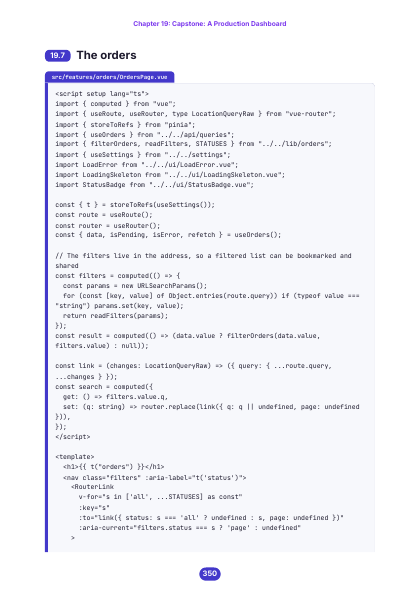 Chapter 19: Capstone: A Production Dashboard
19.7 The orders
src/features/orders/OrdersPage.vue
<script setup lang="ts">
import { computed } from "vue";
import { useRoute, useRouter, type LocationQueryRaw } from "vue-router";
import { storeToRefs } from "pinia";
import { useOrders } from "../../api/queries";
import { filterOrders, readFilters, STATUSES } from "../../lib/orders";
import { useSettings } from "../../settings";
import LoadError from "../../ui/LoadError.vue";
import LoadingSkeleton from "../../ui/LoadingSkeleton.vue";
import StatusBadge from "../../ui/StatusBadge.vue";

const { t } = storeToRefs(useSettings());
const route = useRoute();
const router = useRouter();
const { data, isPending, isError, refetch } = useOrders();

// The filters live in the address, so a filtered list can be bookmarked and
shared
const filters = computed(() => {
  const params = new URLSearchParams();
  for (const [key, value] of Object.entries(route.query)) if (typeof value ===
"string") params.set(key, value);
  return readFilters(params);
});
const result = computed(() => (data.value ? filterOrders(data.value,
filters.value) : null));

const link = (changes: LocationQueryRaw) => ({ query: { ...route.query,
...changes } });
const search = computed({
  get: () => filters.value.q,
  set: (q: string) => router.replace(link({ q: q || undefined, page: undefined
})),
});
</script>

<template>
  <h1>{{ t("orders") }}</h1>
  <nav class="filters" :aria-label="t('status')">
    <RouterLink
      v-for="s in ['all', ...STATUSES] as const"
      :key="s"
      :to="link({ status: s === 'all' ? undefined : s, page: undefined })"
      :aria-current="filters.status === s ? 'page' : undefined"
    >
350